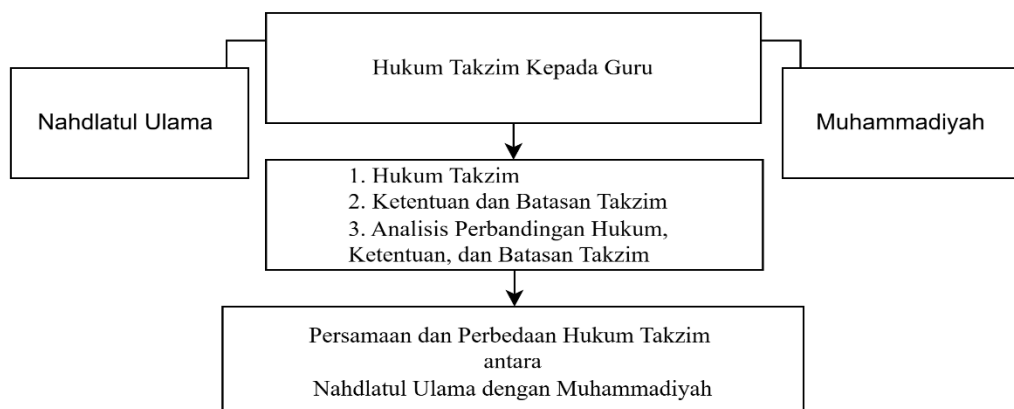 Hukum Takzim Kepada Guru
Nahdlatul Ulama
Muhammadiyah
1. Hukum Takzim
2. Ketentuan dan Batasan Takzim
3. Analisis Perbandingan Hukum,
Ketentuan, dan Batasan Takzim
Persamaan dan Perbedaan Hukum Takzim
antara
Nahdlatul Ulama dengan Muhammadiyah